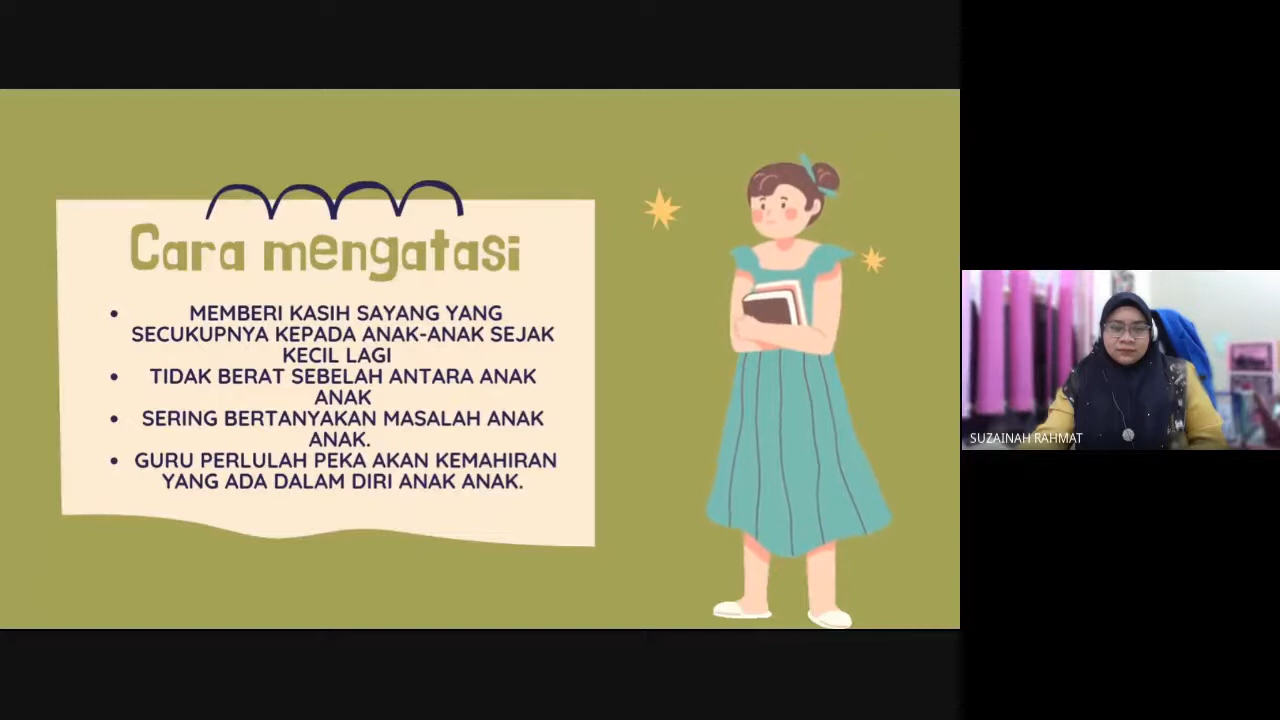 Cara mengatasi
• MEMBERI KASIH SAYANG YANG
SECUKUPNYA KEPADA ANAK-ANAK SEJAK
KECIL LAGI
• TIDAK BERAT SEBELAH ANTARA ANAK
ANAK
• SERING BERTANYAKAN MASALAH ANAK
ANAK.
• GURU PERLULAH PEKA AKAN KEMAHIRAN
YANG ADA DALAM DIRI ANAK ANAK.
SUZAINAH RAHMAT